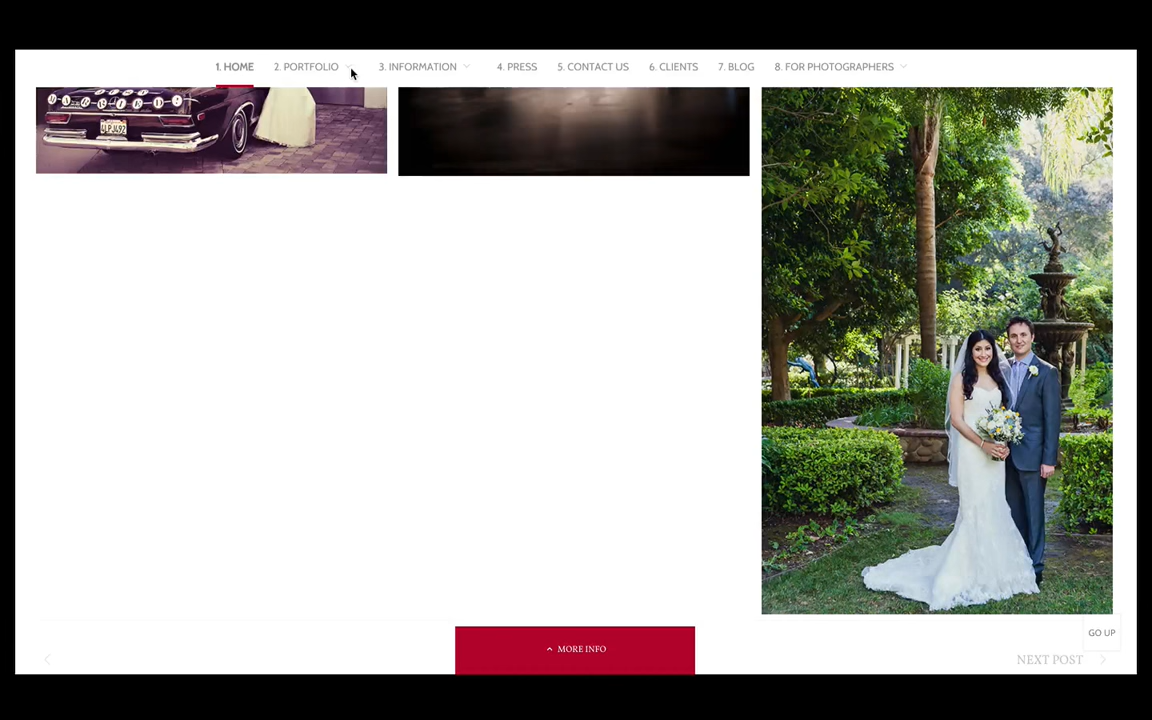 1. HOME 2. PORTFOLIO 3. INFORMATION 4. PRESS 5. CONTACT US 6. CLIENTS 7. BLOG 8. FOR PHOTOGRAPHERS
GO UP
MORE INFO
NEXT POST